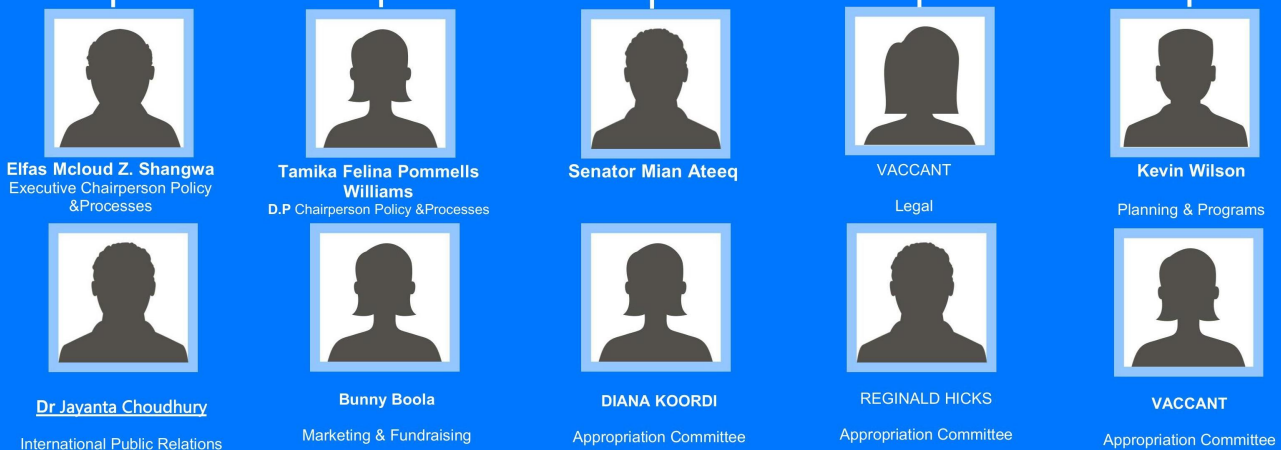 Elfas Mcloud Z. Shangwa
Executive Chairperson Policy
&Processes
Tamika Felina Pommells
Williams
D.P Chairperson Policy &Processes
Senator Mian Ateeq
VACCANT
Legal
Kevin Wilson
Planning & Programs
Dr Jayanta Choudhury
International Public Relations
Bunny Boola
Marketing & Fundraising
DIANA KOORDI
Appropriation Committee
REGINALD HICKS
Appropriation Committee
VACCANT
Appropriation Committee